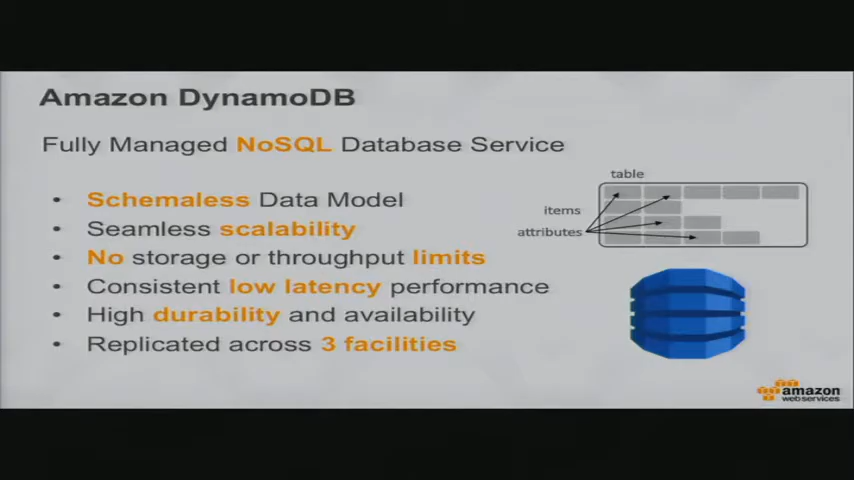 Amazon DynamoDB
Fully Managed NoSQL Database Service
• Schemaless Data Model
• Seamless scalability
• No storage or throughput limits
• Consistent low latency performance
• High durability and availability
• Replicated across 3 facilities
table
items
attributes
amazon
webservices